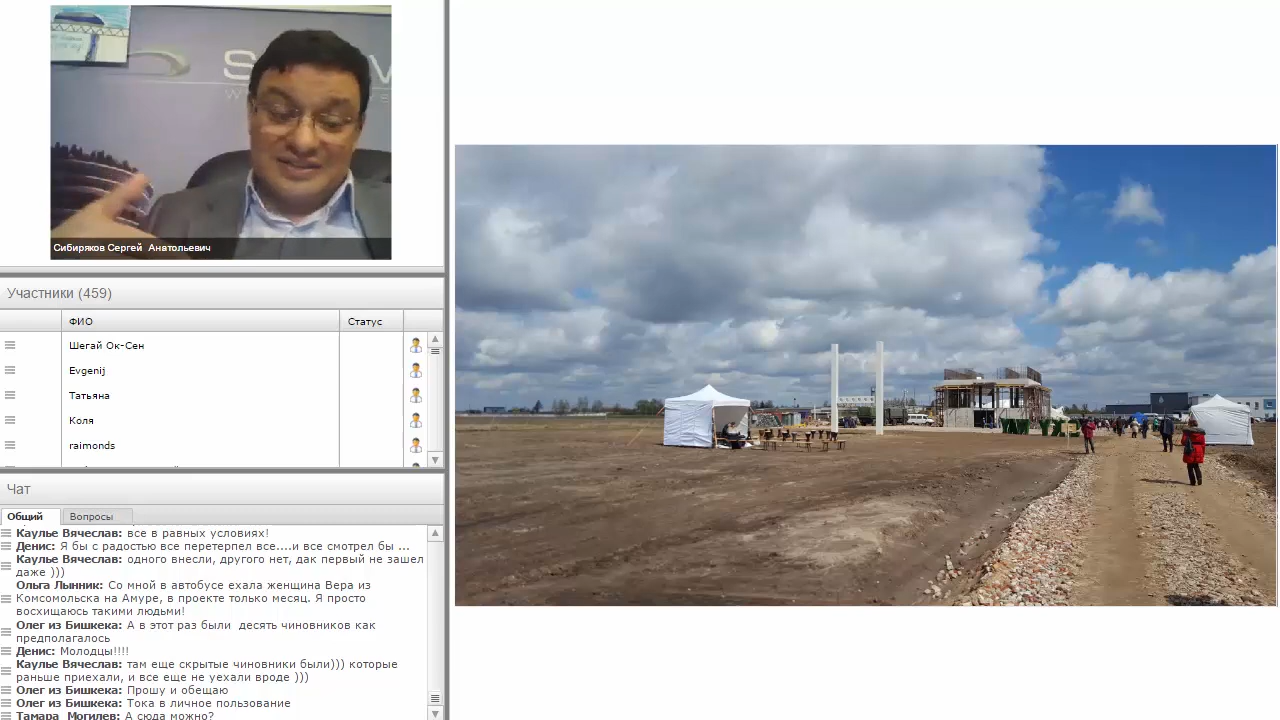 Сибиряков Сергей Анатольевич
Участники (459)
ФИО
Статус
Шегай Ок-Сен
Evgenij
Татьяна
Коля
raimonds
Чат
Общий
Вопросы
Каулье Вячеслав: все в равных условиях!
Денис: Я бы с радостью все перетерпел все....и все смотрел бы ...
Каулье Вячеслав: одного внесли, другого нет, дак первый не зашел
даже )))
Ольга Лынник: Со мной в автобусе ехала женщина Вера из
Комсомольска на Амуре, в проекте только месяц. Я просто
восхищаюсь такими людьми!
Олег из Бишкека: А в этот раз были десять чиновников как
предполагалось
Денис: Молодцы!!!!
Каулье Вячеслав: там еще скрытые чиновники были))) которые
раньше приехали, и все еще не уехали вроде )))
Олег из Бишкека: Прошу и обещаю
Олег из Бишкека: Тока в личное пользование
Тамара Могилев: А сюда можно?